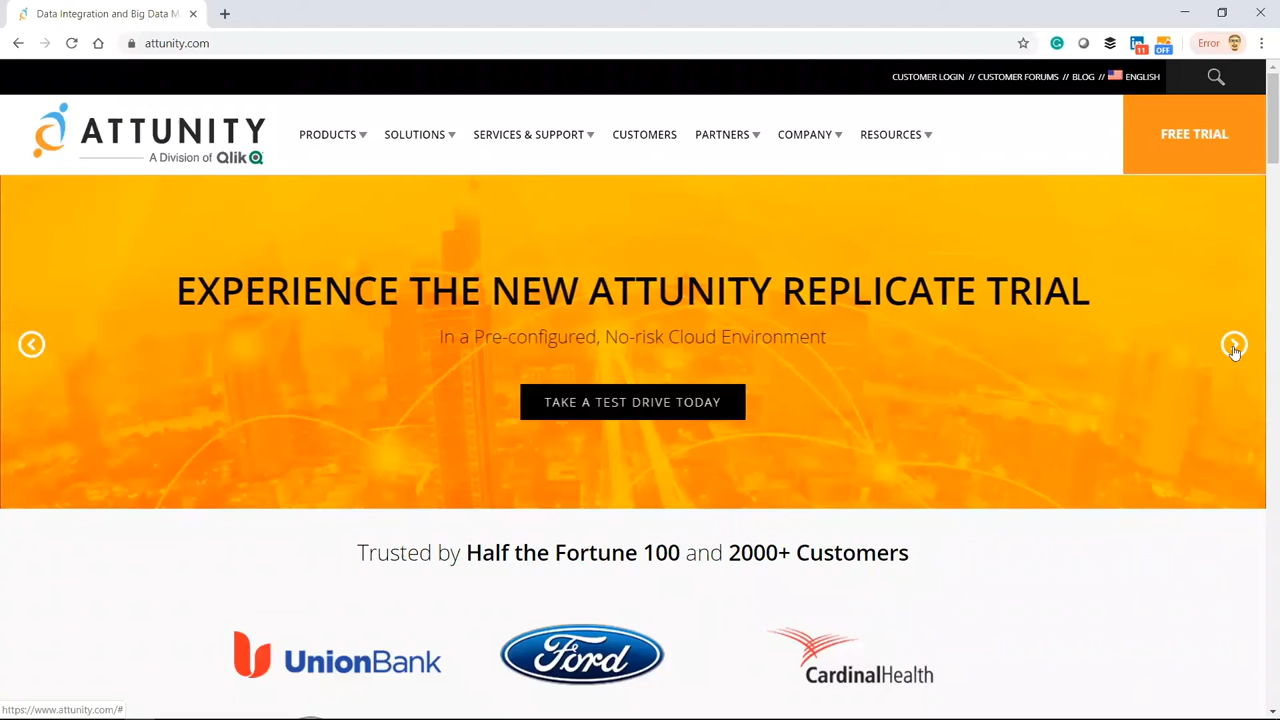 Data Integration and Big Data M
attunity.com
11
OFF
Error
CUSTOMER LOGIN // CUSTOMER FORUMS // BLOG // ENGLISH
ATTUNITY
A Division of Qlik
PRODUCTS
SOLUTIONS
SERVICES & SUPPORT
CUSTOMERS
PARTNERS
COMPANY
RESOURCES
FREE TRIAL
EXPERIENCE THE NEW ATTUNITY REPLICATE TRIAL
In a Pre-configured, No-risk Cloud Environment
TAKE A TEST DRIVE TODAY
Trusted by Half the Fortune 100 and 2000+ Customers
UnionBank
Ford
CardinalHealth
https://www.attunity.com/#